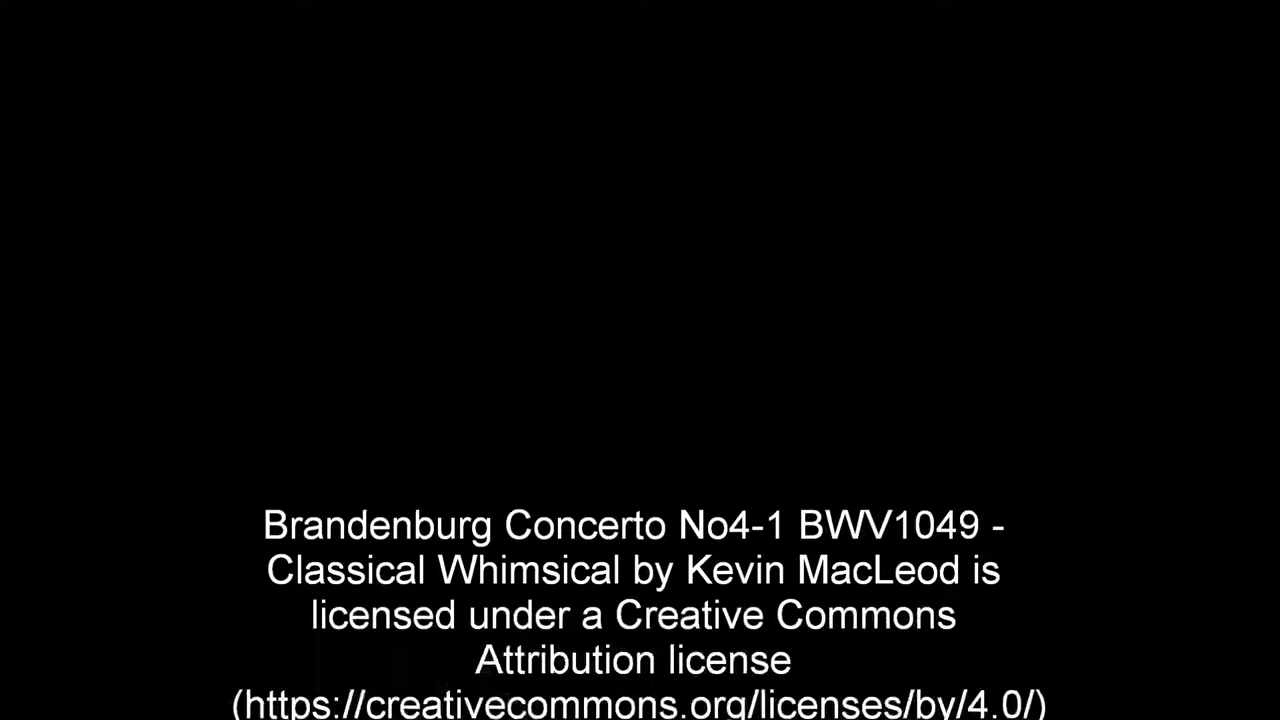 Brandenburg Concerto No4-1 BWV1049 -
Classical Whimsical by Kevin MacLeod is
licensed under a Creative Commons
Attribution license
(https://creativecommons.org/licenses/by/4.0/)